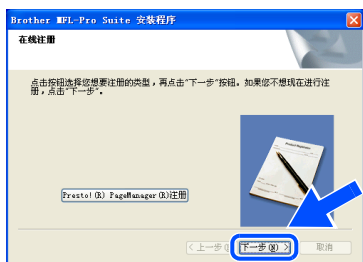 Brother MFL-Pro Suite 安装程序
在线注册
点击按钮选择您想要注册的类型，再点击"下一步"按钮。如果您不想现在进行注
册，点击"下一步"。
Presto! (R) PageManager (R)注册
< 上一步 下一步(N) > 取消